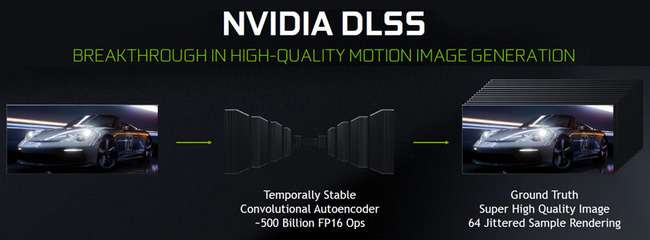 NVIDIA DLSS
BREAKTHROUGH IN HIGH-QUALITY MOTION IMAGE GENERATION
Temporally Stable
Convolutional Autoencoder
~500 Billion FP16 Ops
Ground Truth
Super High Quality Image
64 Jittered Sample Rendering